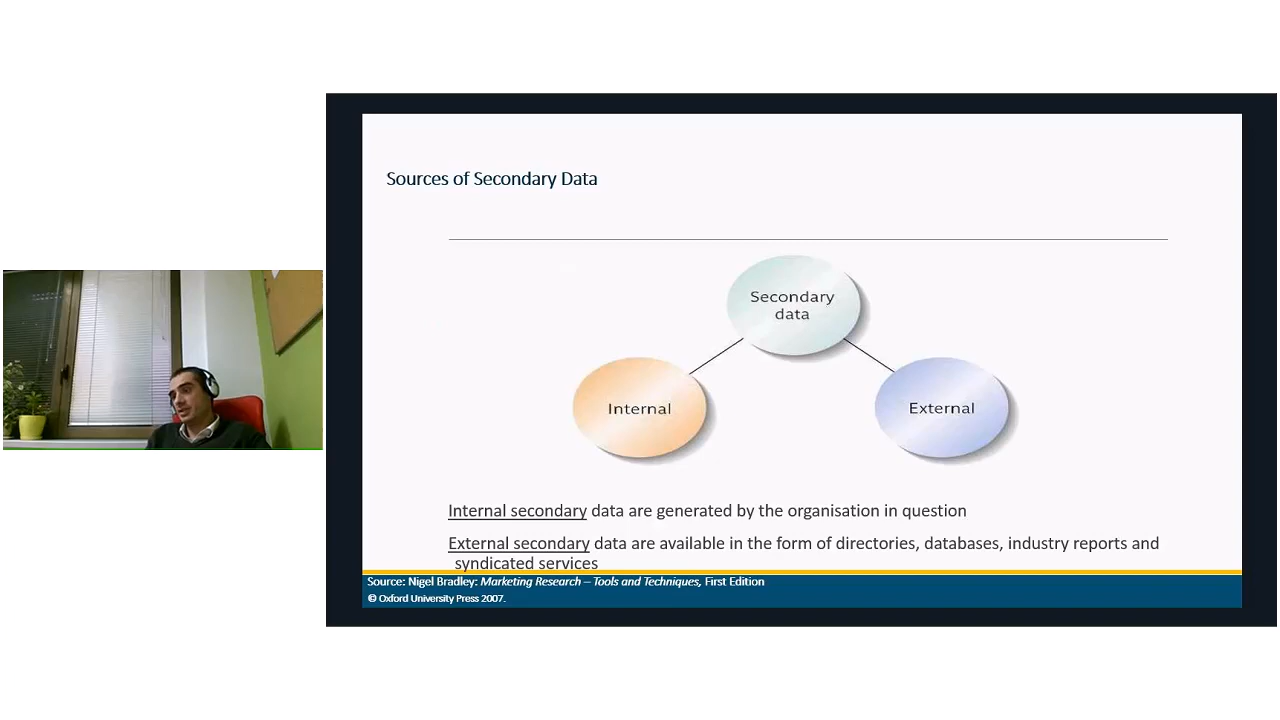 Sources of Secondary Data
Secondary
data
Internal
External
Internal secondary data are generated by the organisation in question
External secondary data are available in the form of directories, databases, industry reports and
syndicated services
Source: Nigel Bradley: Marketing Research – Tools and Techniques, First Edition
© Oxford University Press 2007.